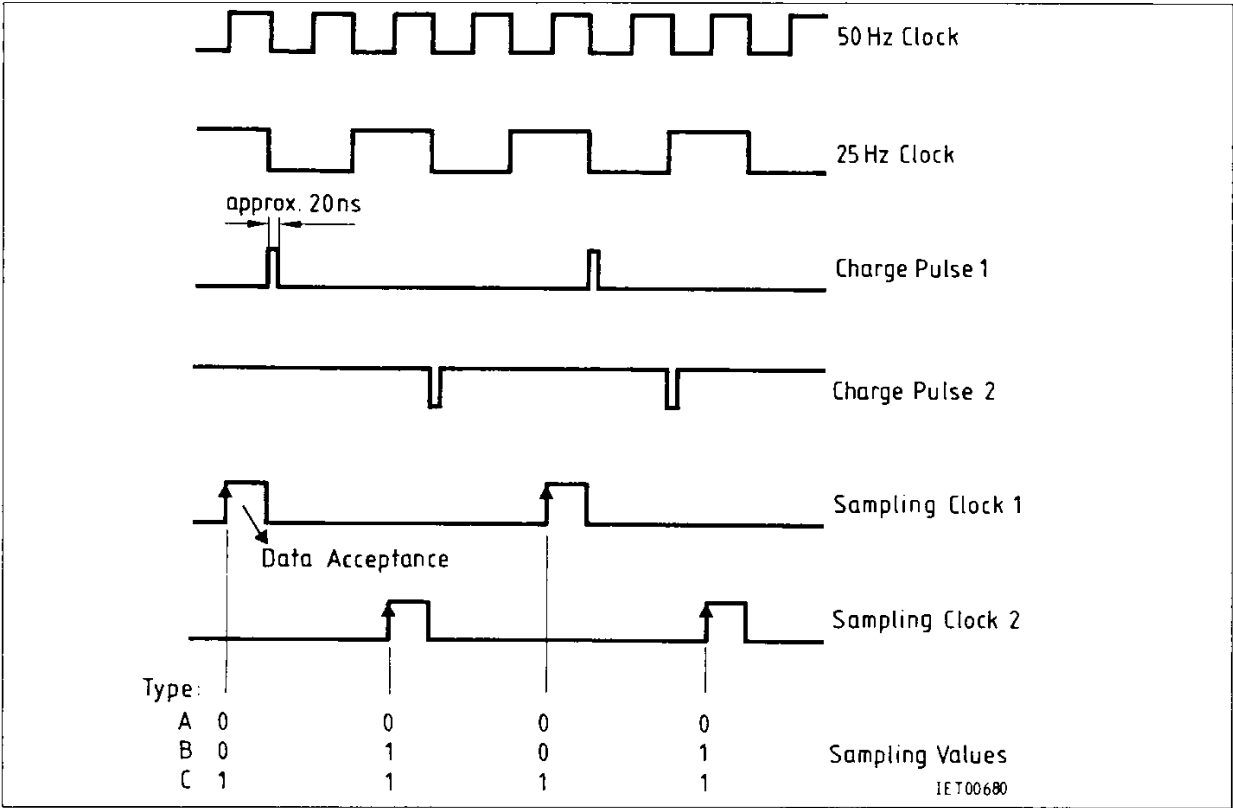 50 Hz Clock
25 Hz Clock
approx. 20ns
Charge Pulse 1
Charge Pulse 2
Sampling Clock 1
Data Acceptance
Sampling Clock 2
Type:
A 0 0 0 0
B 0 1 0 1 Sampling Values
C 1 1 1 1
IET00680